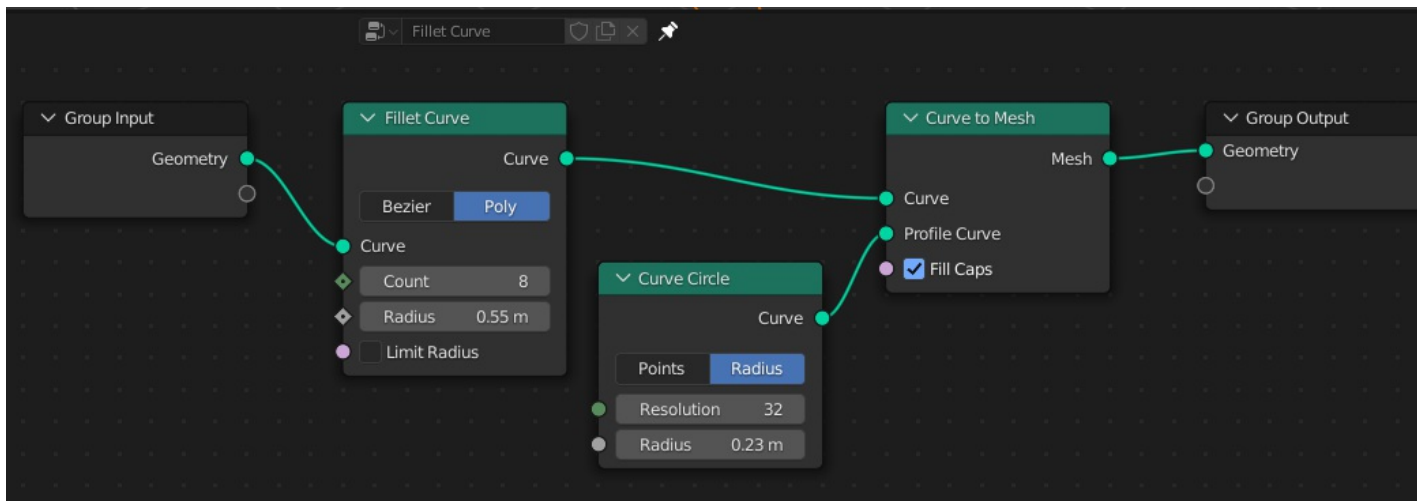 Fillet Curve
Group Input
Geometry
Fillet Curve
Curve
Bezier Poly
Curve
Count 8
Radius 0.55 m
Limit Radius
Curve Circle
Curve
Points Radius
Resolution 32
Radius 0.23 m
Curve to Mesh
Mesh
Curve
Profile Curve
Fill Caps
Group Output
Geometry